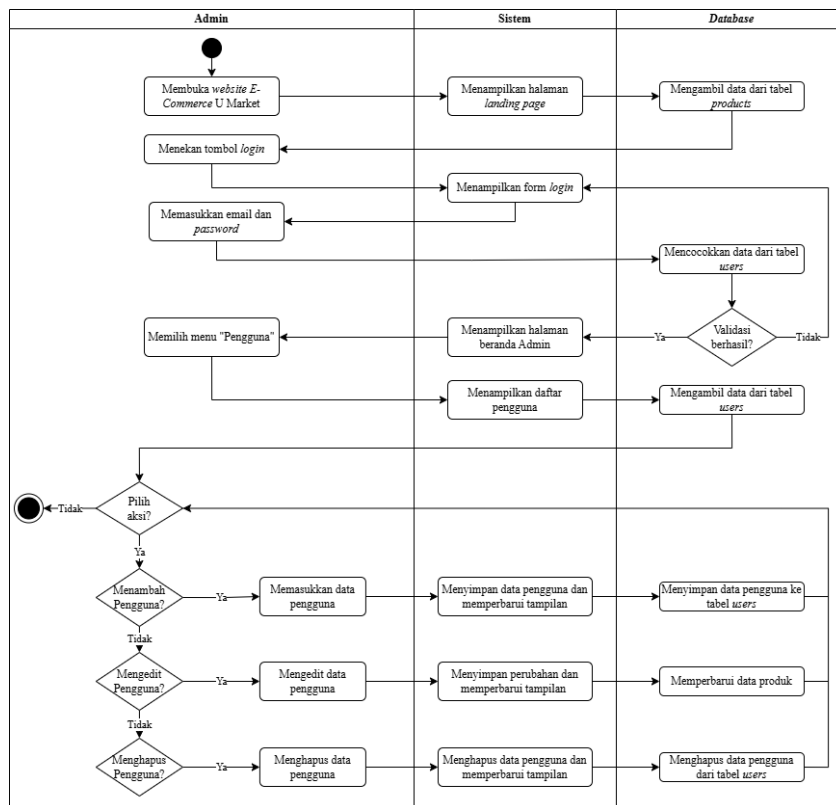 Admin
Sistem
Database
Membuka website E-
Commerce U Market
Menampilkan halaman
landing page
Mengambil data dari tabel
products
Menekan tombol login
Menampilkan form login
Memasukkan email dan
password
Mencocokkan data dari tabel
users
Memilih menu "Pengguna"
Menampilkan halaman
beranda Admin
Ya
Validasi
berhasil?
Tidak
Menampilkan daftar
pengguna
Mengambil data dari tabel
users
Tidak
Pilih
aksi?
Ya
Menambah
Pengguna?
Ya
Memasukkan data
pengguna
Menyimpan data pengguna dan
memperbarui tampilan
Menyimpan data pengguna ke
tabel users
Tidak
Mengedit
Pengguna?
Ya
Mengedit data
pengguna
Menyimpan perubahan dan
memperbarui tampilan
Memperbarui data produk
Tidak
Menghapus
Pengguna?
Ya
Menghapus data
pengguna
Menghapus data pengguna dan
memperbarui tampilan
Menghapus data pengguna
dari tabel users